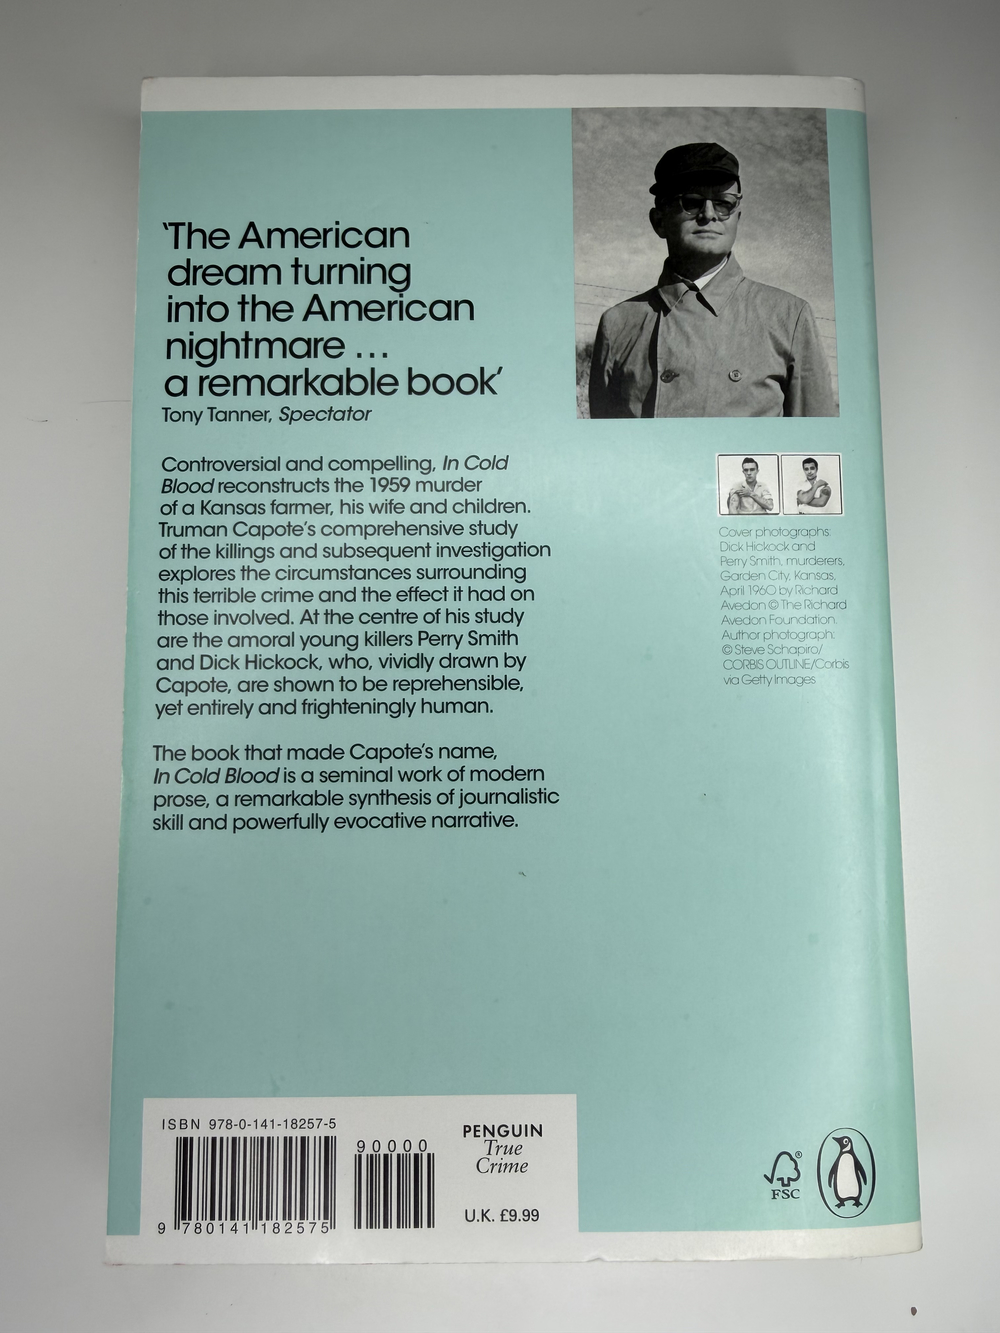 ‘The American
dream turning
into the American
nightmare ...
a remarkable book’
Tony Tanner, Spectator
Controversial and compelling, In Cold
Blood reconstructs the 1959 murder
of a Kansas farmer, his wife and children.
Truman Capote's comprehensive study
of the killings and subsequent investigation
explores the circumstances surrounding
this terrible crime and the effect it had on
those involved. At the centre of his study
are the amoral young killers Perry Smith
and Dick Hickock, who, vividly drawn by
Capote, are shown to be reprehensible,
yet entirely and frighteningly human.
The book that made Capote's name,
In Cold Blood is a seminal work of modern
prose, a remarkable synthesis of journalistic
skill and powerfully evocative narrative.
Cover photographs:
Dick Hickock and
Perry Smith, murderers,
Garden City, Kansas,
April 1960 by Richard
Avedon © The Richard
Avedon Foundation.
Author photograph:
© Steve Schapiro/
CORBIS OUTLINE/Corbis
via Getty Images
ISBN 978-0-141-18257-5
90000
9 780141 182575
PENGUIN
True
Crime
U.K. £9.99
®
FSC